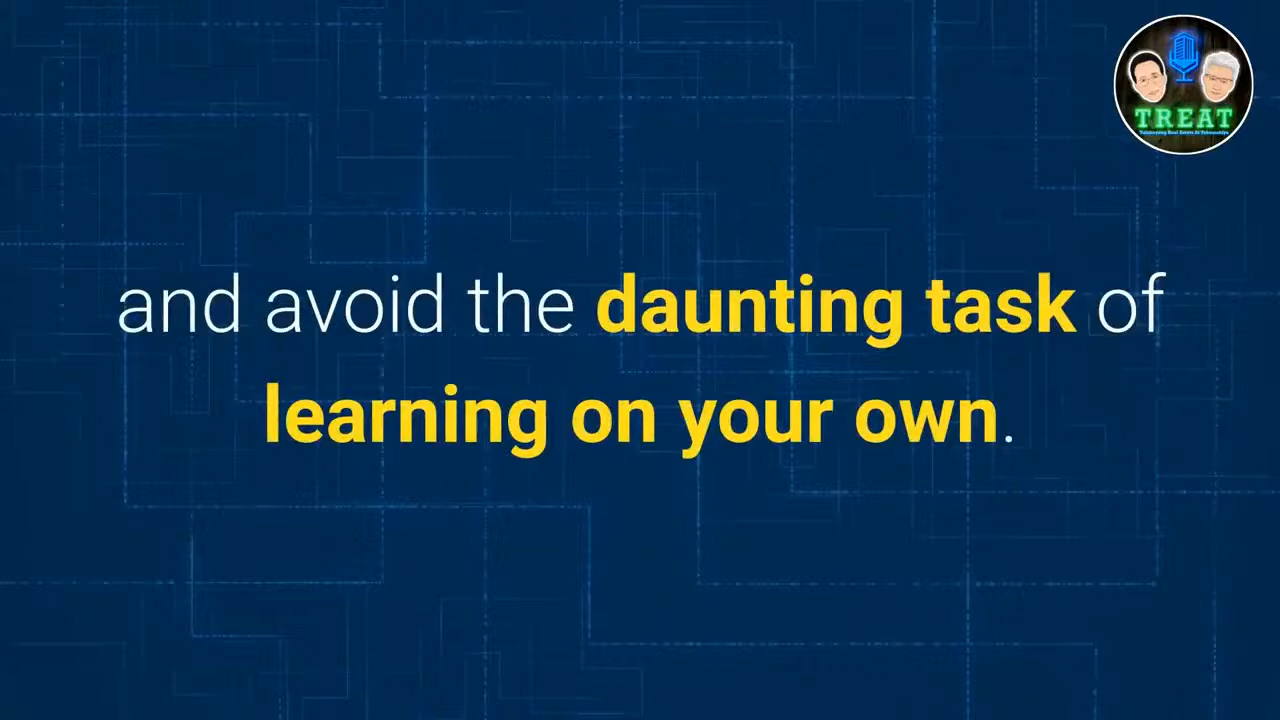 TREAT
and avoid the daunting task of
learning on your own.